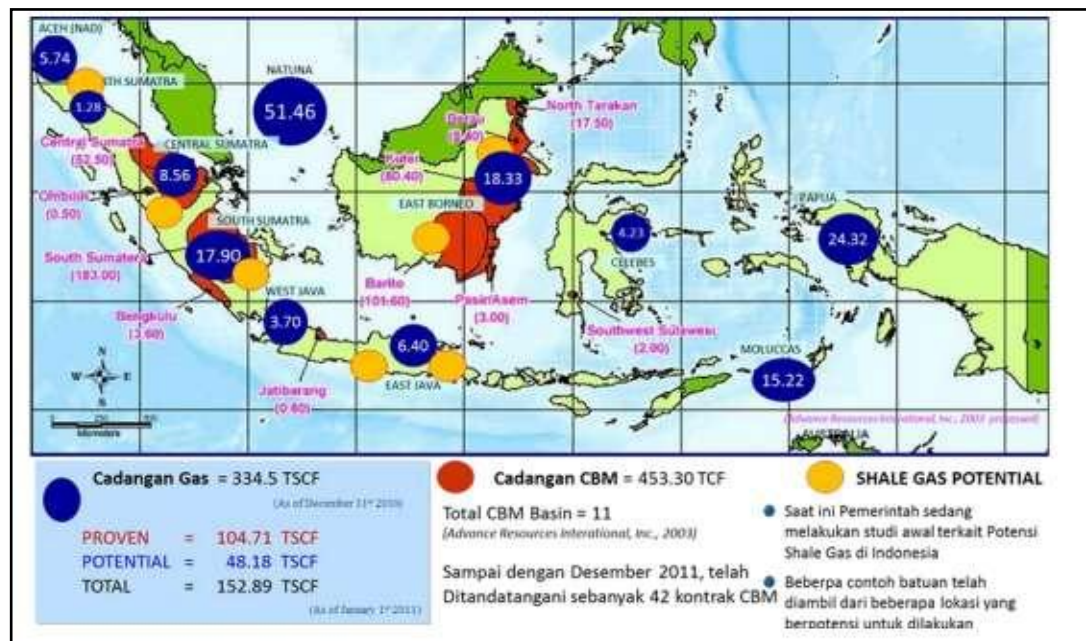 ACEH (NAD)
5.74
NORTH SUMATRA
1.28
NATUNA
51.46
North Tarakan
(17.50)
Berau
(8.40)
Central Sumatra
(52.50)
CENTRAL SUMATRA
8.56
Kutei
(80.40)
18.33
Ombilin
(0.50)
EAST BORNEO
PAPUA
24.32
SOUTH SUMATRA
17.90
4.23
CELEBES
South Sumatera
(183.00)
WEST JAVA
3.70
Barito
(101.60)
Pasir/Asem
(3.00)
Bengkulu
(3.60)
Southwest Sulawesi
(2.00)
6.40
EAST JAVA
MOLUCCAS
15.22
Jatibarang
(0.80)
N
W E
S
Kilometers
(Advance Resources International, Inc., 2003 processed)
AUSTRALIA
Cadangan Gas = 334.5 TSCF
PROVEN = 104.71 TSCF
POTENTIAL = 48.18 TSCF
TOTAL = 152.89 TSCF
(As of January 1st 2011)
Cadangan CBM = 453.30 TCF
Total CBM Basin = 11
(Advance Resources Interational, Inc., 2003)
Sampai dengan Desember 2011, telah
Ditandatangani sebanyak 42 kontrak CBM
SHALE GAS POTENTIAL
Saat ini Pemerintah sedang
melakukan studi awal terkait Potensi
Shale Gas di Indonesia
Beberpa contoh batuan telah
diambil dari beberapa lokasi yang
berpotensi untuk dilakukan